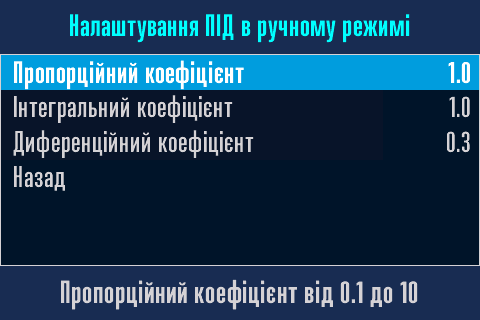 Налаштування ПІД в ручному режимі
Пропорційний коефіцієнт 1.0
Інтегральний коефіцієнт 1.0
Диференційний коефіцієнт 0.3
Назад
Пропорційний коефіцієнт від 0.1 до 10